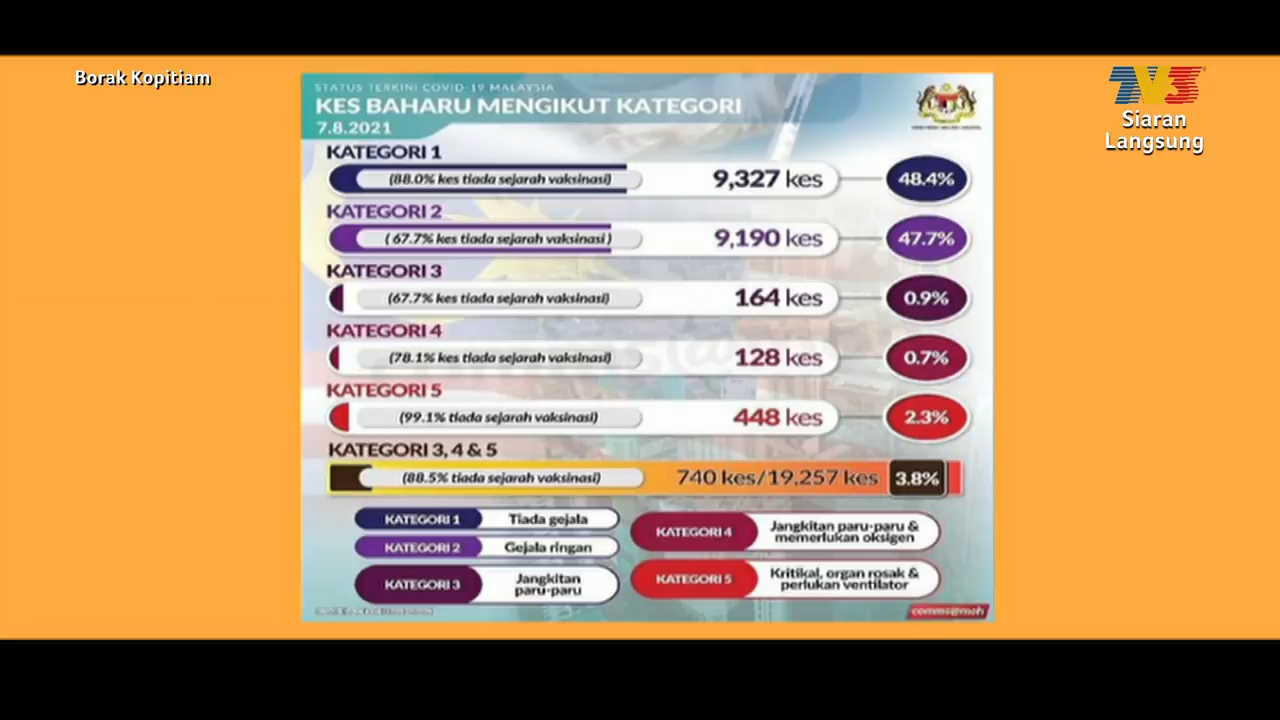 Borak Kopitiam
TV3
Siaran
Langsung
STATUS TERKINI COVID-19 MALAYSIA
KES BAHARU MENGIKUT KATEGORI
7.8.2021
KATEGORI 1
(88.0% kes tiada sejarah vaksinasi) 9,327 kes 48.4%
KATEGORI 2
( 67.7% kes tiada sejarah vaksinasi ) 9,190 kes 47.7%
KATEGORI 3
(67.7% kes tiada sejarah vaksinasi) 164 kes 0.9%
KATEGORI 4
(78.1% kes tiada sejarah vaksinasi) 128 kes 0.7%
KATEGORI 5
(99.1% tiada sejarah vaksinasi) 448 kes 2.3%
KATEGORI 3, 4 & 5
(88.5% tiada sejarah vaksinasi) 740 kes/19,257 kes 3.8%
KATEGORI 1 Tiada gejala
KATEGORI 2 Gejala ringan
KATEGORI 3 Jangkitan
paru-paru
KATEGORI 4 Jangkitan paru-paru &
memerlukan oksigen
KATEGORI 5 Kritikal, organ rosak &
perlukan ventilator
comms@moh